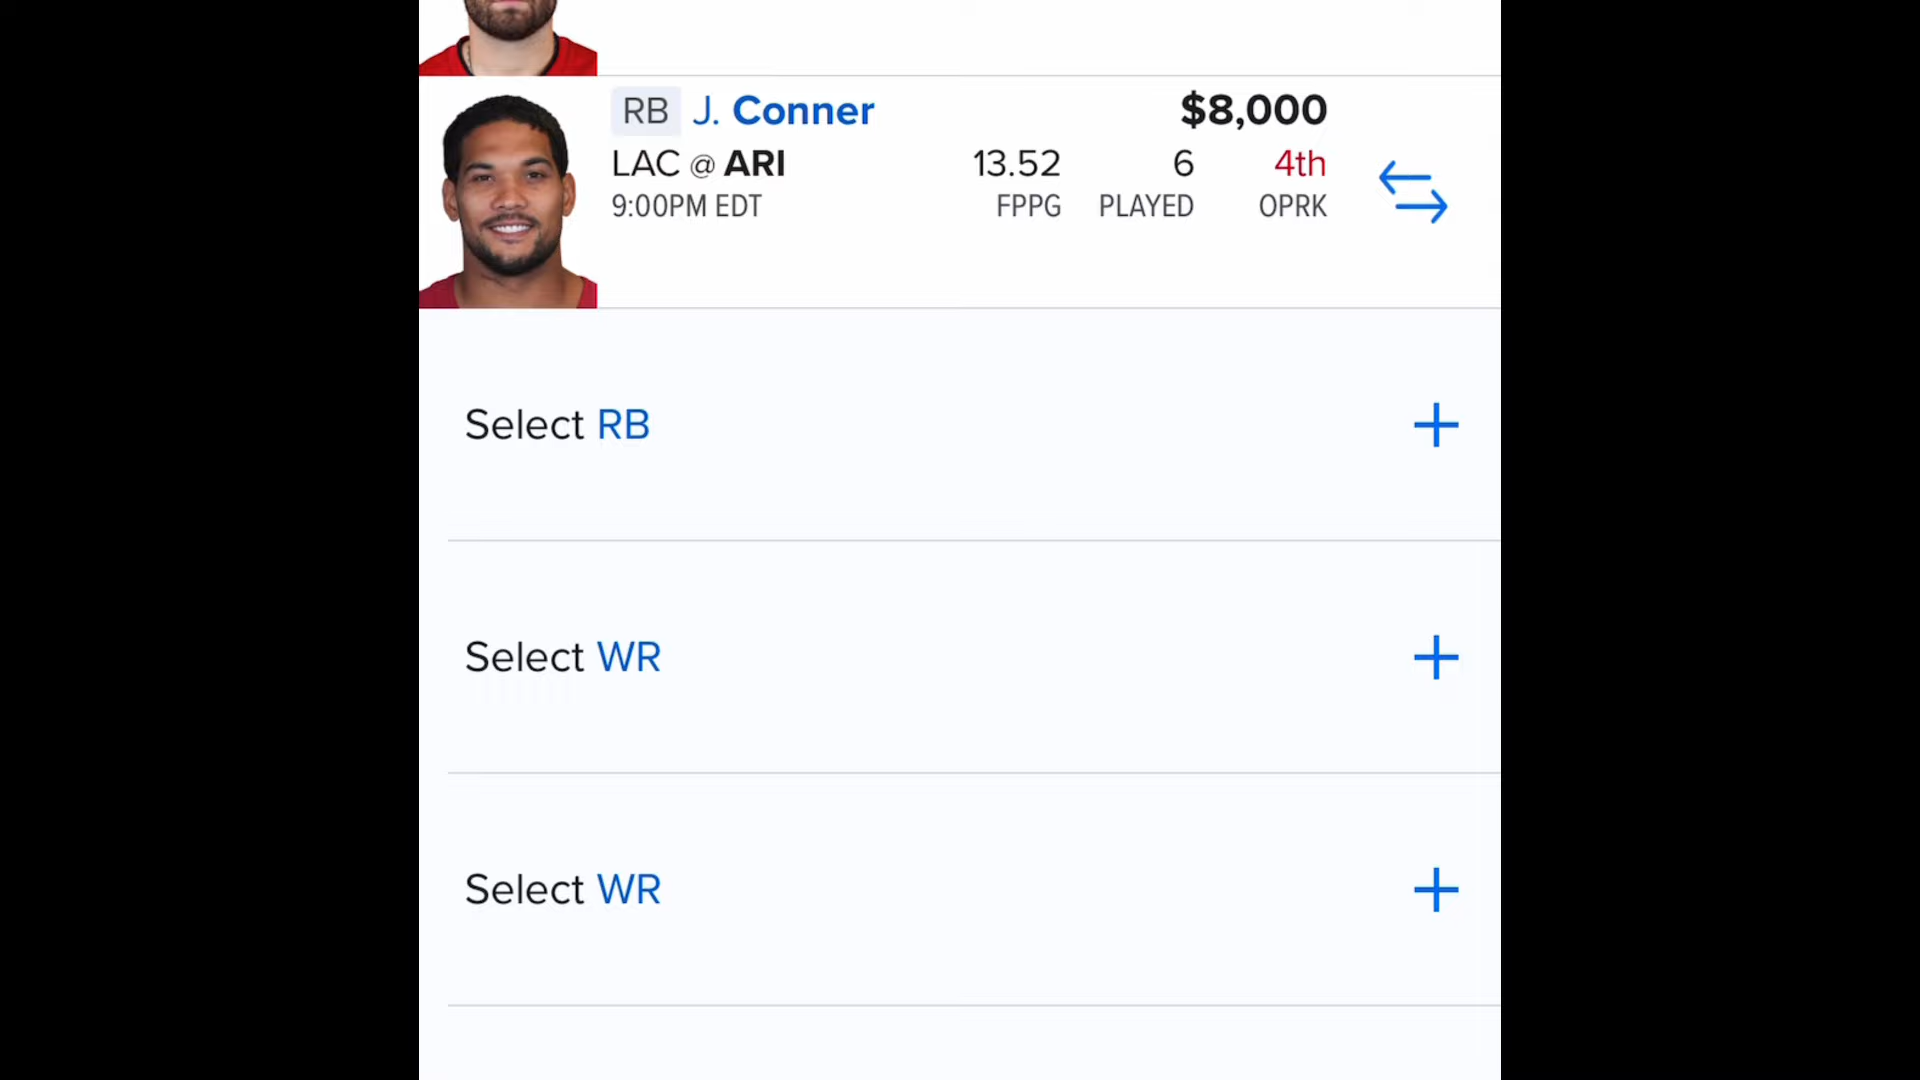 RB J. Conner $8,000
LAC @ ARI 13.52 6 4th
9:00PM EDT FPPG PLAYED OPRK
Select RB
Select WR
Select WR